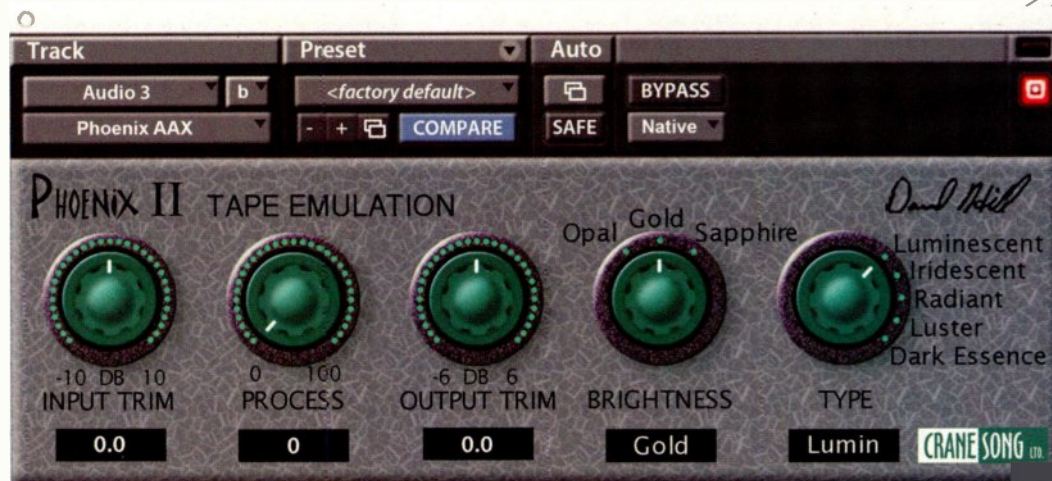 Track Preset Auto
Audio 3 b <factory default> BYPASS
Phoenix AAX - + COMPARE SAFE Native
PHOENiX II TAPE EMULATION David Hill
Opal Gold Sapphire
Luminescent
Iridescent
Radiant
Luster
Dark Essence
-10 DB 10 0 100 -6 DB 6
INPUT TRIM PROCESS OUTPUT TRIM BRIGHTNESS TYPE
0.0 0 0.0 Gold Lumin CRANE SONG LTD.